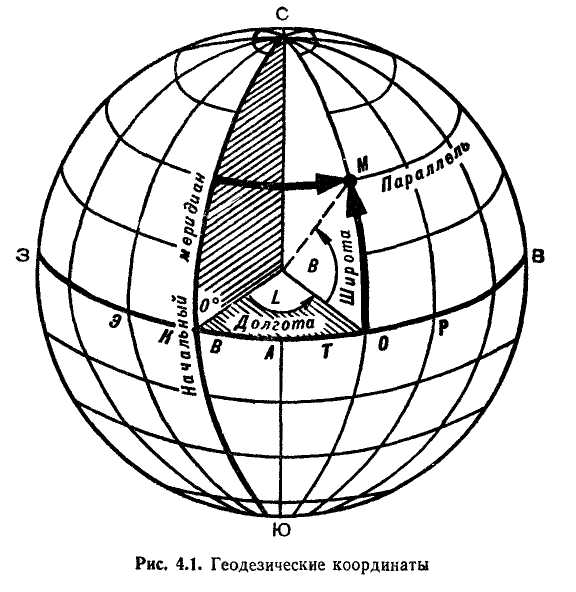 С
М
Параллель
Начальный меридиан
З
В
В
Широта
0°
L
Долгота
Э К В А Т О Р
Ю
Рис. 4.1. Геодезические координаты